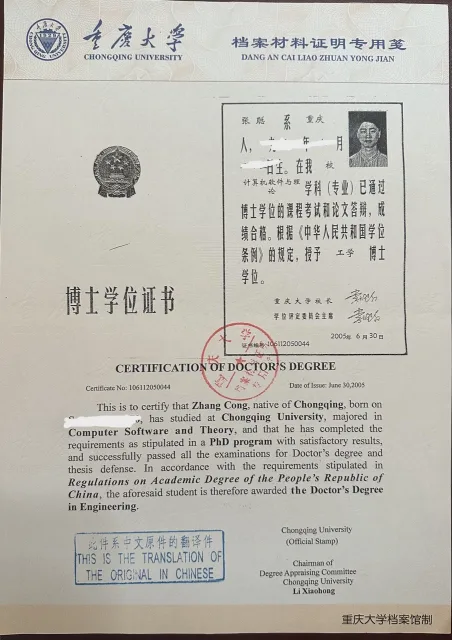 重庆大学
CHONGQING UNIVERSITY
档案材料证明专用笺
DANG AN CAI LIAO ZHUAN YONG JIAN
张聪 系 重庆
人, 年 月
日生。在我 校
计算机软件与理论 学科(专业)已通过
博士学位的课程考试和论文答辩,成
绩合格。根据《中华人民共和国学位
条例》的规定,授予 工学 博士
学位。
重庆大学校长
学位评定委员会主席
2005年 6月30日
证书编号 106112050044
博士学位证书
CERTIFICATION OF DOCTOR'S DEGREE
Certificate No: 106112050044
Date of Issue: June 30,2005
This is to certify that Zhang Cong, native of Chongqing, born on
, has studied at Chongqing University, majored in
Computer Software and Theory, and that he has completed the
requirements as stipulated in a PhD program with satisfactory results,
and successfully passed all the examinations for Doctor's degree and
thesis defense. In accordance with the requirements stipulated in
Regulations on Academic Degree of the People's Republic of
China, the aforesaid student is therefore awarded the Doctor's Degree
in Engineering.
此件系中文原件的翻译件
THIS IS THE TRANSLATION OF
THE ORIGINAL IN CHINESE
Chongqing University
(Official Stamp)
Chairman of
Degree Appraising Committee
Chongqing University
Li Xiaohong
重庆大学档案馆制